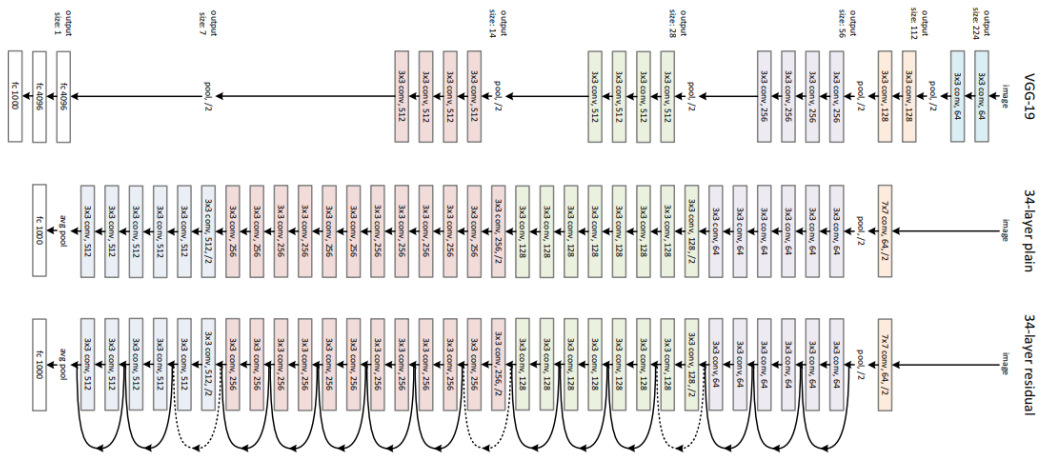 output
size: 224
output
size: 112
output
size: 56
output
size: 28
output
size: 14
output
size: 7
output
size: 1
VGG-19
image
3x3 conv, 64
3x3 conv, 64
pool, /2
3x3 conv, 128
3x3 conv, 128
pool, /2
3x3 conv, 256
3x3 conv, 256
3x3 conv, 256
3x3 conv, 256
pool, /2
3x3 conv, 512
3x3 conv, 512
3x3 conv, 512
3x3 conv, 512
pool, /2
3x3 conv, 512
3x3 conv, 512
3x3 conv, 512
3x3 conv, 512
pool, /2
fc 4096
fc 4096
fc 1000
34-layer plain
image
7x7 conv, 64, /2
pool, /2
3x3 conv, 64
3x3 conv, 64
3x3 conv, 64
3x3 conv, 64
3x3 conv, 64
3x3 conv, 64
3x3 conv, 128, /2
3x3 conv, 128
3x3 conv, 128
3x3 conv, 128
3x3 conv, 128
3x3 conv, 128
3x3 conv, 128
3x3 conv, 128
3x3 conv, 256, /2
3x3 conv, 256
3x3 conv, 256
3x3 conv, 256
3x3 conv, 256
3x3 conv, 256
3x3 conv, 256
3x3 conv, 256
3x3 conv, 256
3x3 conv, 256
3x3 conv, 256
3x3 conv, 256
3x3 conv, 512, /2
3x3 conv, 512
3x3 conv, 512
3x3 conv, 512
3x3 conv, 512
3x3 conv, 512
avg pool
fc 1000
34-layer residual
image
7x7 conv, 64, /2
pool, /2
3x3 conv, 64
3x3 conv, 64
3x3 conv, 64
3x3 conv, 64
3x3 conv, 64
3x3 conv, 64
3x3 conv, 128, /2
3x3 conv, 128
3x3 conv, 128
3x3 conv, 128
3x3 conv, 128
3x3 conv, 128
3x3 conv, 128
3x3 conv, 128
3x3 conv, 256, /2
3x3 conv, 256
3x3 conv, 256
3x3 conv, 256
3x3 conv, 256
3x3 conv, 256
3x3 conv, 256
3x3 conv, 256
3x3 conv, 256
3x3 conv, 256
3x3 conv, 256
3x3 conv, 256
3x3 conv, 512, /2
3x3 conv, 512
3x3 conv, 512
3x3 conv, 512
3x3 conv, 512
3x3 conv, 512
avg pool
fc 1000